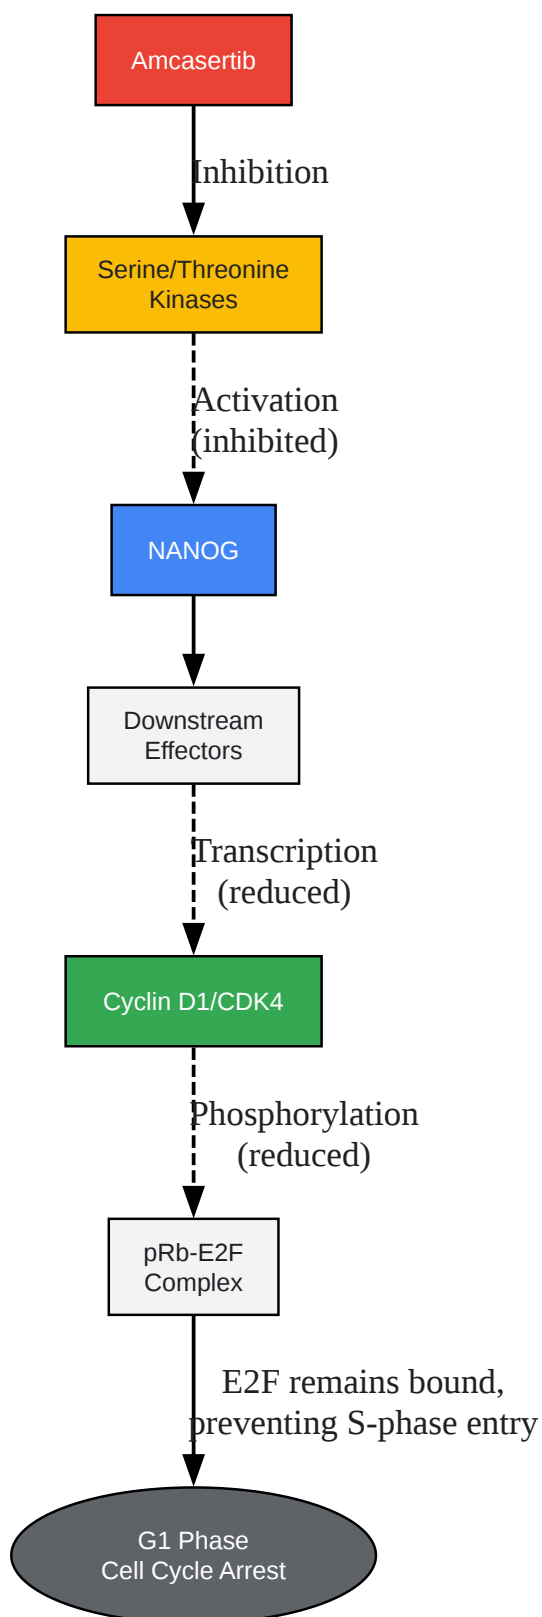 Amcasertib
Inhibition
Serine/Threonine
Kinases
Activation
(inhibited)
NANOG
Downstream
Effectors
Transcription
(reduced)
Cyclin D1/CDK4
Phosphorylation
(reduced)
pRb-E2F
Complex
E2F remains bound,
preventing S-phase entry
G1 Phase
Cell Cycle Arrest